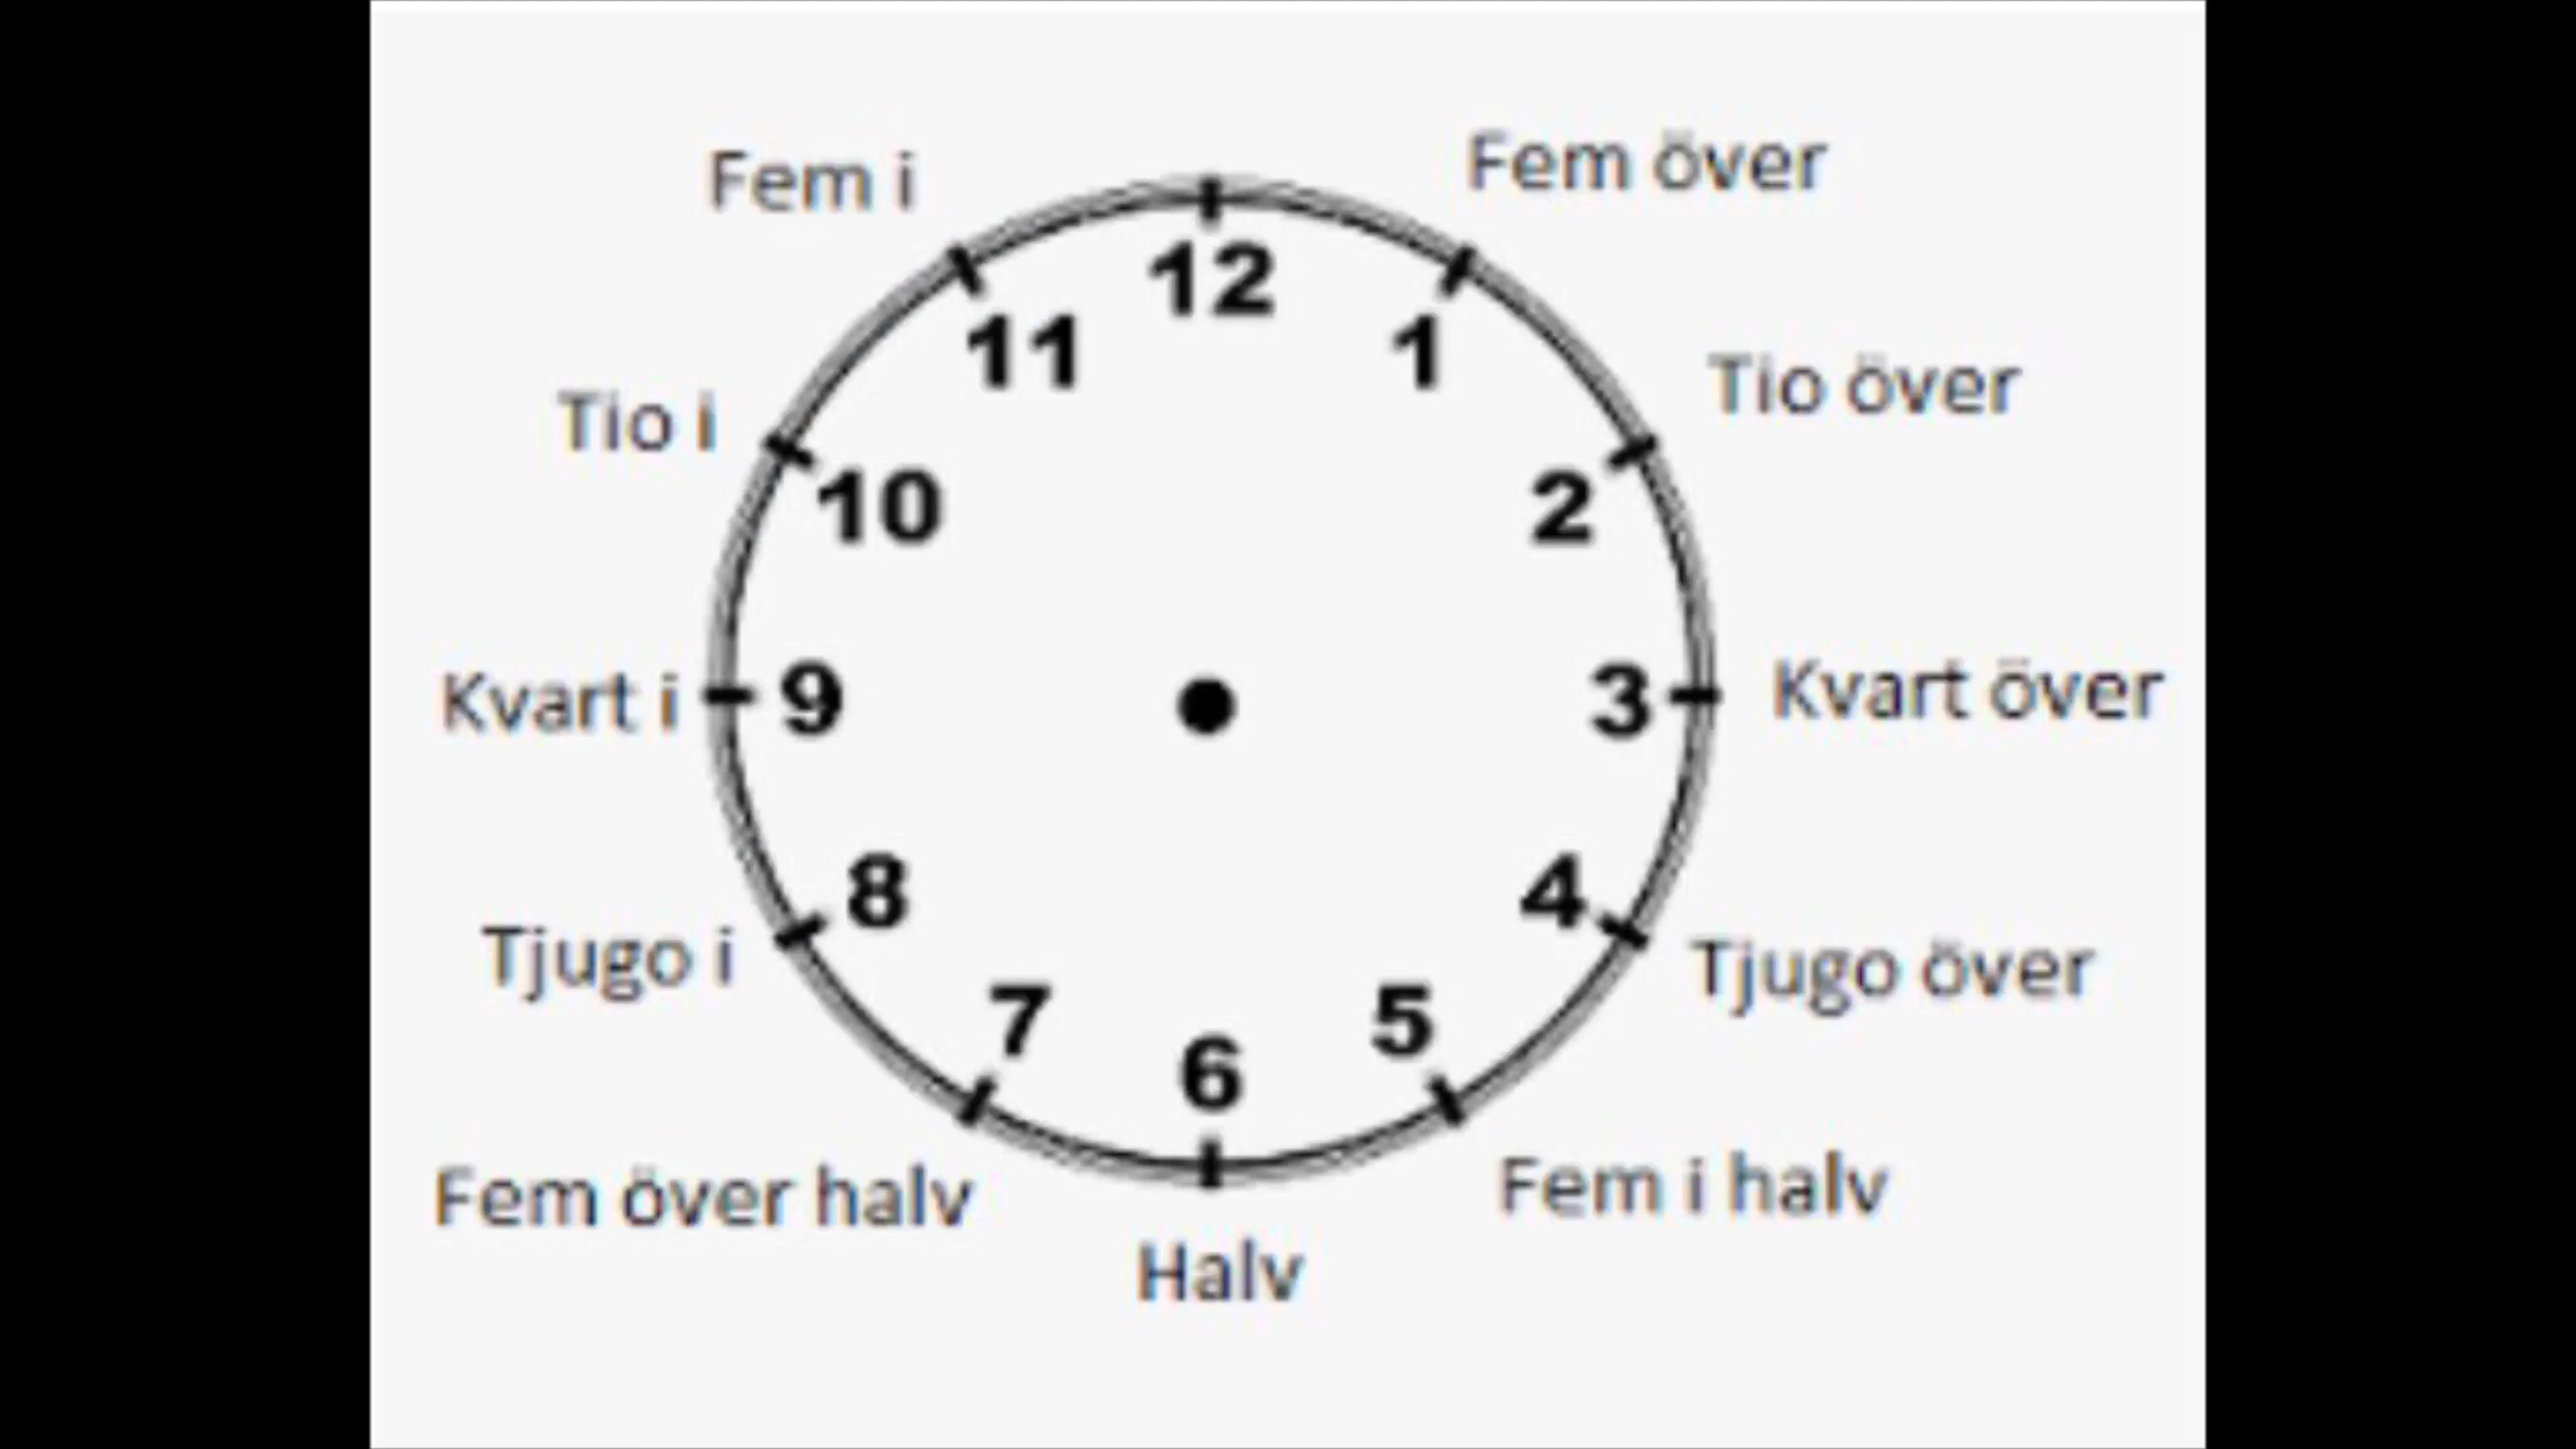 Fem i
Fem över
12
11
1
Tio i
Tio över
10
2
Kvart i
9
3
Kvart över
8
4
Tjugo i
Tjugo över
7
5
6
Fem över halv
Fem i halv
Halv